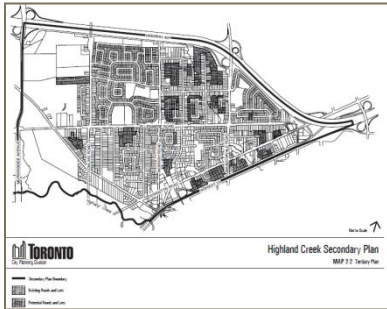 Not to Scale
TORONTO
City Planning Division
Highland Creek Secondary Plan
MAP 2-2 Tertiary Plan
Secondary Plan Boundary
Existing Roads and Lots
Potential Roads and Lots